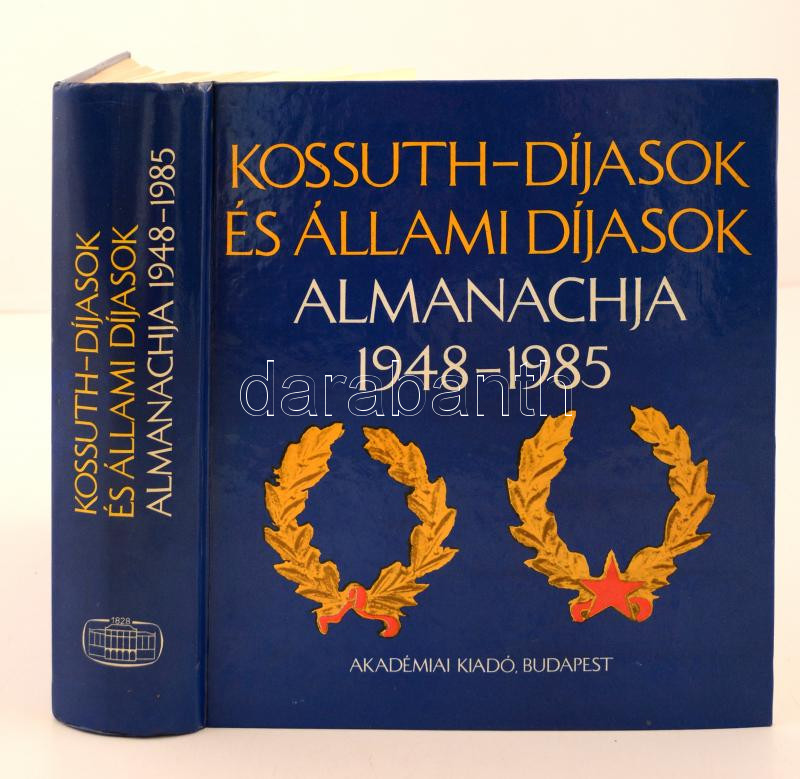 KOSSUTH–DÍJASOK
ÉS ÁLLAMI DÍJASOK
ALMANACHJA 1948–1985
1828
KOSSUTH–DÍJASOK
ÉS ÁLLAMI DÍJASOK
ALMANACHJA
1948–1985
darabanth
AKADÉMIAI KIADÓ, BUDAPEST